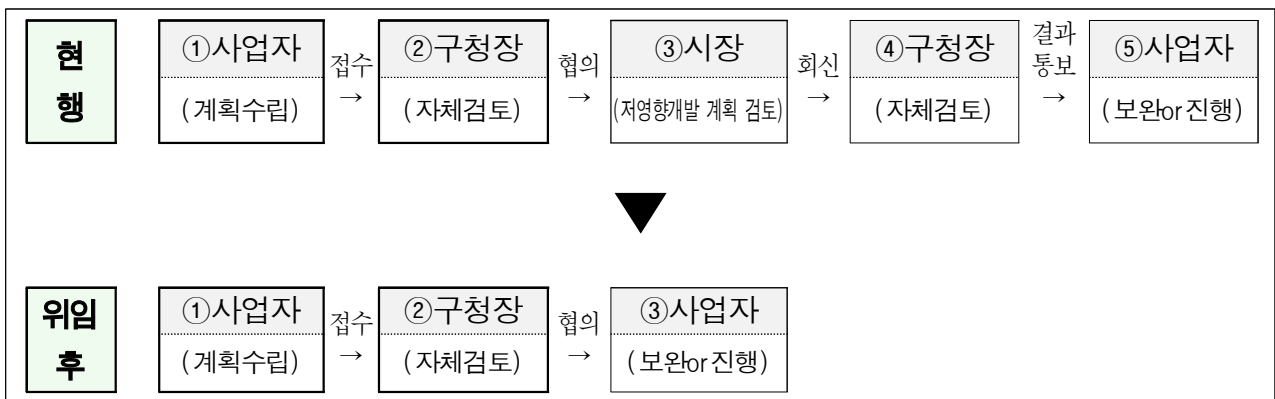 현행
①사업자
(계획수립)
접수
→
②구청장
(자체검토)
협의
→
③시장
(저영향개발 계획 검토)
회신
→
④구청장
(자체검토)
결과
통보
→
⑤사업자
(보완or진행)
▼
위임
후
①사업자
(계획수립)
접수
→
②구청장
(자체검토)
협의
→
③사업자
(보완or진행)